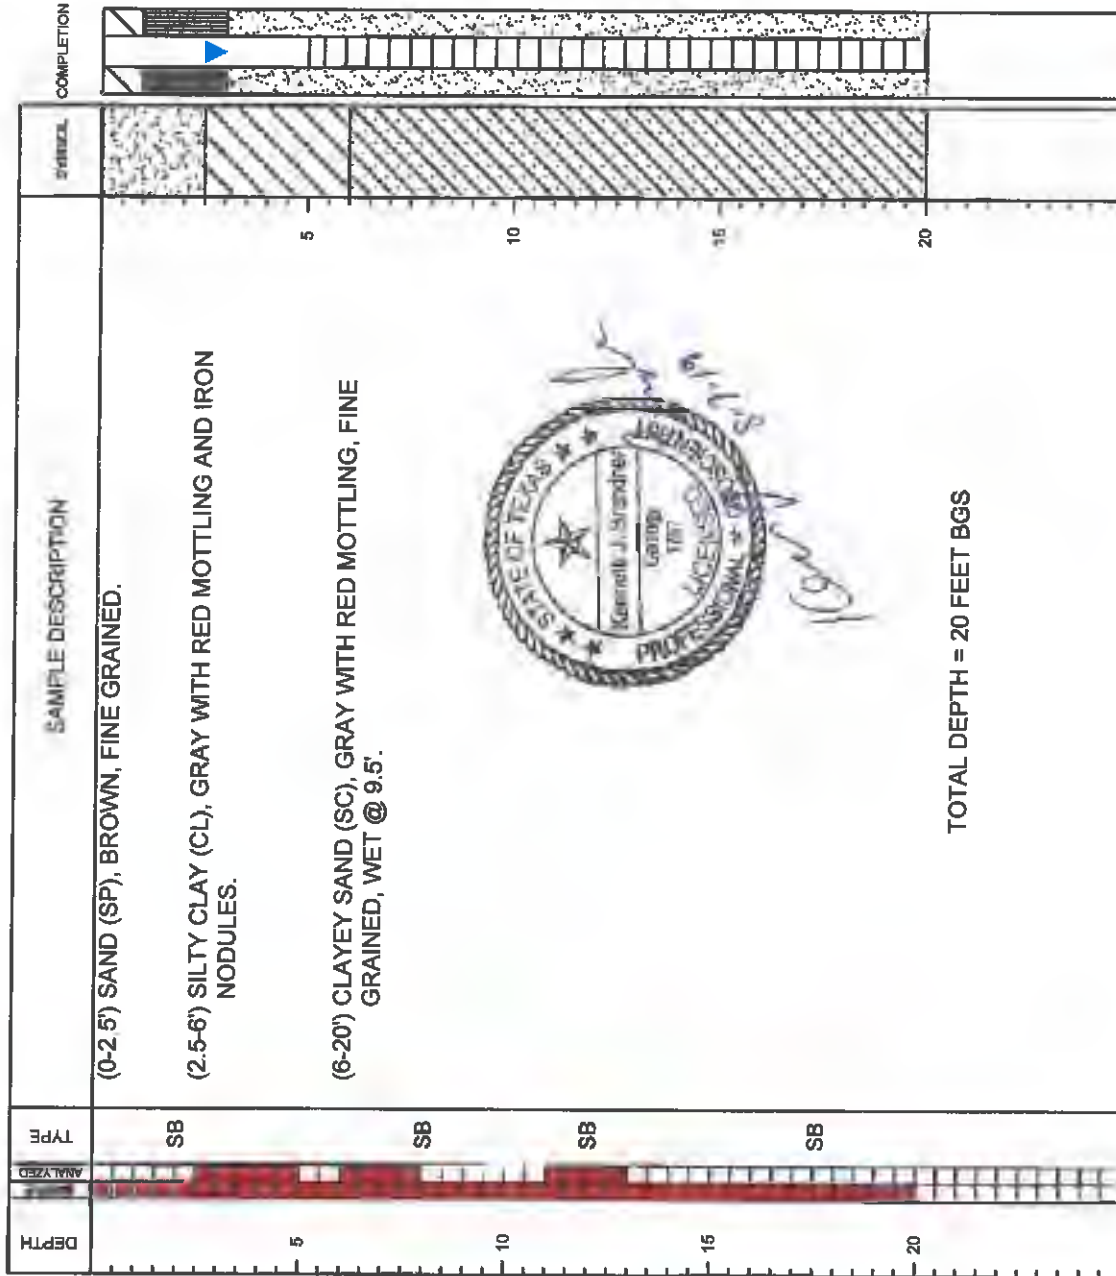 DEPTH
ANALYZED
TYPE
SAMPLE DESCRIPTION
SYMBOL
COMPLETION
(0-2.5') SAND (SP), BROWN, FINE GRAINED.
SB
(2.5-6') SILTY CLAY (CL), GRAY WITH RED MOTTLING AND IRON
NODULES.
5
5
(6-20') CLAYEY SAND (SC), GRAY WITH RED MOTTLING, FINE
GRAINED, WET @ 9.5'.
SB
10
10
SB
STATE OF TEXAS
Kenneth J.
Geology
LICENSED
PROFESSIONAL GEOSCIENTIST
15
15
SB
20
20
TOTAL DEPTH = 20 FEET BGS